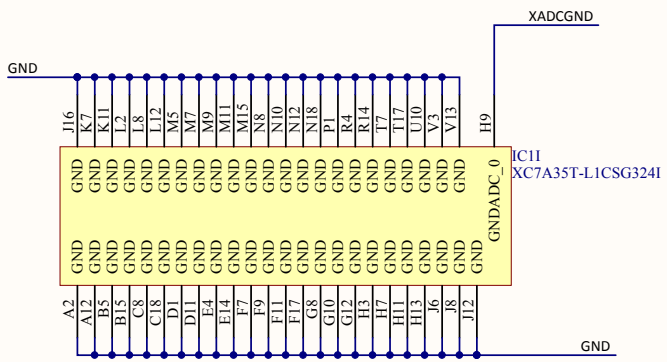 XADCGND
GND
J16 K7 K11 L2 L8 L12 M5 M7 M9 M11 M15 N8 N10 N12 N18 P1 R4 R14 T7 T17 U10 V3 V13 H9
IC1I
XC7A35T-L1CSG324I
GND GND GND GND GND GND GND GND GND GND GND GND GND GND GND GND GND GND GND GND GND GND GND GNDADC_0
GND GND GND GND GND GND GND GND GND GND GND GND GND GND GND GND GND GND GND GND GND GND GND GND
A2 A12 B5 B15 C8 C18 D1 D11 E4 E14 F7 F9 F11 F17 G8 G10 G12 H3 H7 H11 H13 J6 J8 J12
GND